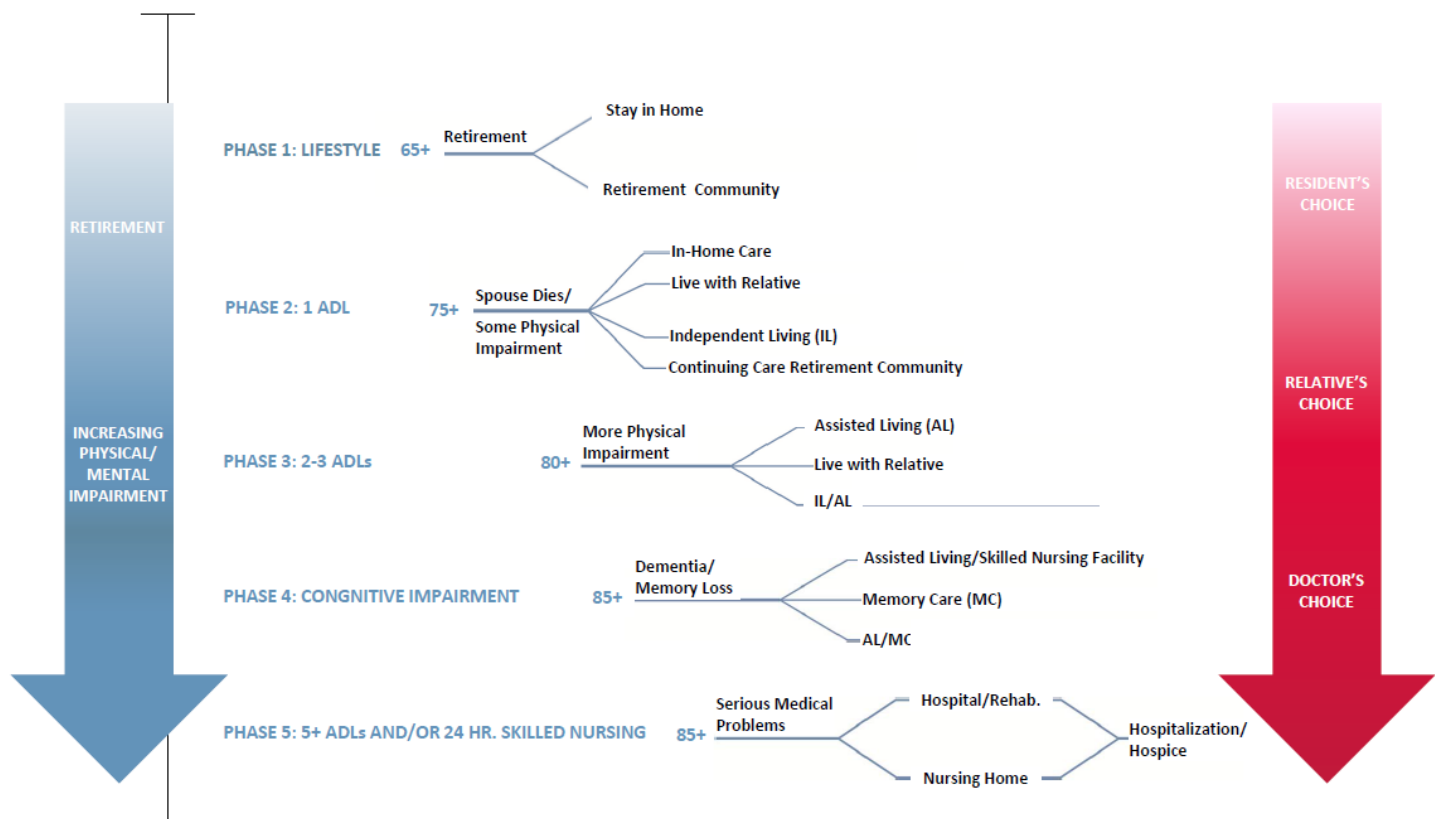 Stay in Home
PHASE 1: LIFESTYLE 65+ Retirement
Retirement Community
RETIREMENT
RESIDENT'S
CHOICE
In-Home Care
Live with Relative
PHASE 2: 1 ADL 75+ Spouse Dies/
Some Physical
Impairment
Independent Living (IL)
Continuing Care Retirement Community
RELATIVE'S
CHOICE
INCREASING
PHYSICAL/
MENTAL
IMPAIRMENT
PHASE 3: 2-3 ADLs 80+ More Physical
Impairment
Assisted Living (AL)
Live with Relative
IL/AL
PHASE 4: CONGNITIVE IMPAIRMENT 85+ Dementia/
Memory Loss
Assisted Living/Skilled Nursing Facility
Memory Care (MC)
AL/MC
DOCTOR'S
CHOICE
PHASE 5: 5+ ADLs AND/OR 24 HR. SKILLED NURSING 85+ Serious Medical
Problems
Hospital/Rehab.
Nursing Home
Hospitalization/
Hospice